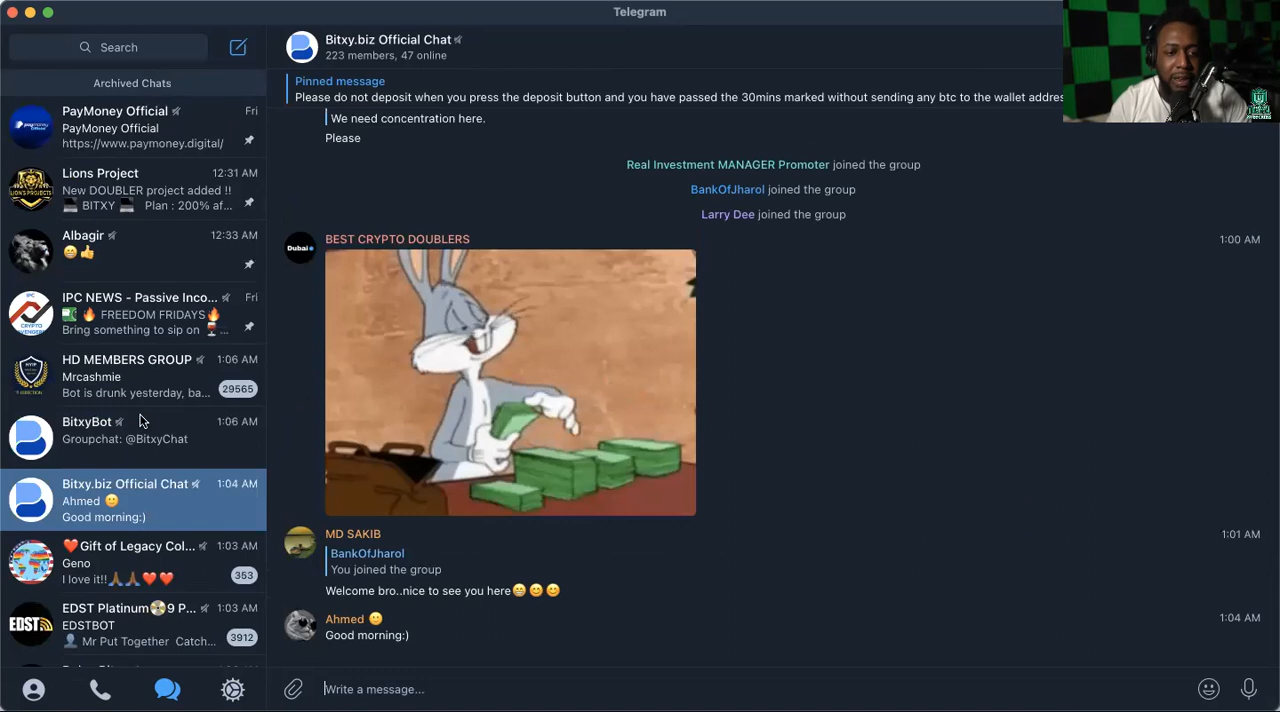 Telegram
Search
Archived Chats
PayMoney Official
Fri
PayMoney Official
https://www.paymoney.digital/
Lions Project
12:31 AM
New DOUBLER project added !!
BITXY
Plan : 200% af...
Albagir
12:33 AM
😁👍
IPC NEWS - Passive Inco...
Fri
💵 🔥 FREEDOM FRIDAYS🔥
Bring something to sip on 🍷...
HD MEMBERS GROUP
1:06 AM
Mrcashmie
Bot is drunk yesterday, ba...
29565
BitxyBot
1:06 AM
Groupchat: @BitxyChat
Bitxy.biz Official Chat
1:04 AM
Ahmed 🙂
Good morning:)
❤️Gift of Legacy Col...
1:03 AM
Geno
I love it!!🙏🏾🙏🏾❤️❤️
353
EDST Platinum📀9 P...
1:03 AM
EDSTBOT
👤 Mr Put Together Catch...
3912
Bitxy.biz Official Chat
223 members, 47 online
Pinned message
Please do not deposit when you press the deposit button and you have passed the 30mins marked without sending any btc to the wallet addres
We need concentration here.
Please
Real Investment MANAGER Promoter joined the group
BankOfJharol joined the group
Larry Dee joined the group
Dubai
BEST CRYPTO DOUBLERS
1:00 AM
MD SAKIB
1:01 AM
BankOfJharol
You joined the group
Welcome bro..nice to see you here😁😊😊
Ahmed 🙂
1:04 AM
Good morning:)
Write a message...